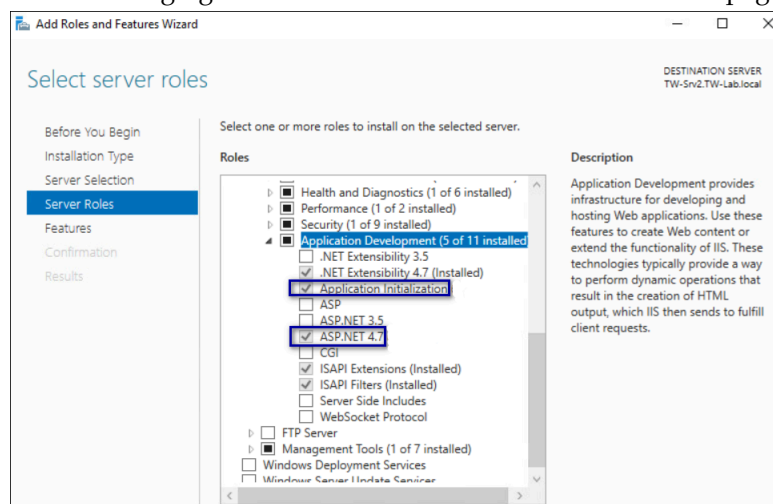 Add Roles and Features Wizard
Select server roles
DESTINATION SERVER
TW-Srv2.TW-Lab.local
Before You Begin
Installation Type
Server Selection
Server Roles
Features
Confirmation
Results
Select one or more roles to install on the selected server.
Roles
Health and Diagnostics (1 of 6 installed)
Performance (1 of 2 installed)
Security (1 of 9 installed)
Application Development (5 of 11 installed
.NET Extensibility 3.5
.NET Extensibility 4.7 (Installed)
Application Initialization
ASP
ASP.NET 3.5
ASP.NET 4.7
CGI
ISAPI Extensions (Installed)
ISAPI Filters (Installed)
Server Side Includes
WebSocket Protocol
FTP Server
Management Tools (1 of 7 installed)
Windows Deployment Services
Windows Server Update Services
Description
Application Development provides
infrastructure for developing and
hosting Web applications. Use these
features to create Web content or
extend the functionality of IIS. These
technologies typically provide a way
to perform dynamic operations that
result in the creation of HTML
output, which IIS then sends to fulfill
client requests.